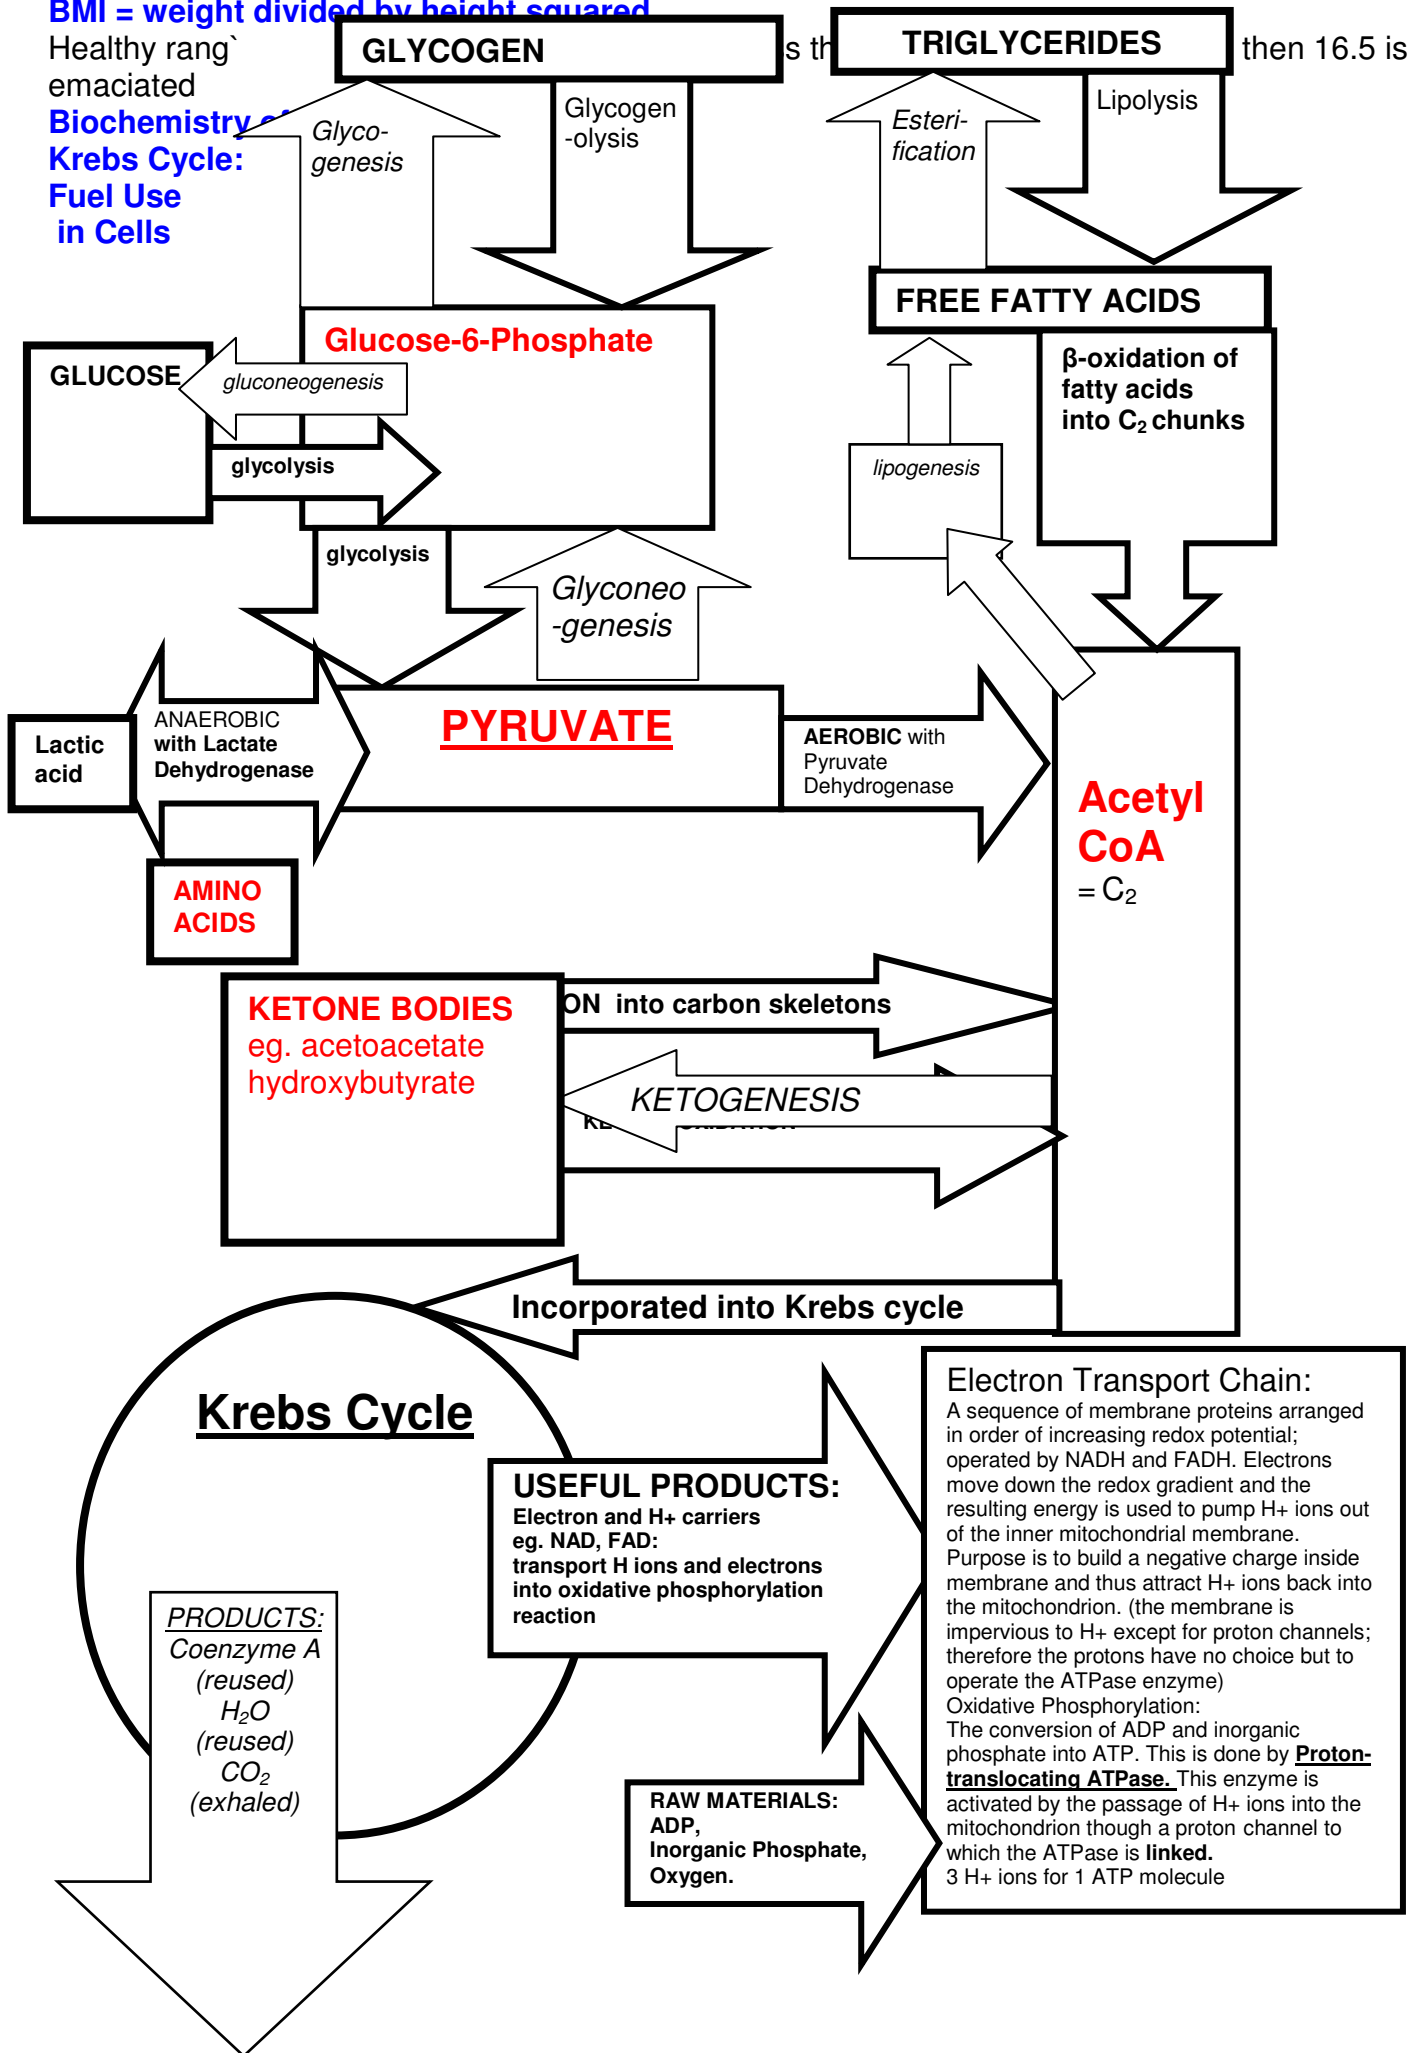 BMI = weight divided by height squared
Healthy rang`
then 16.5 is
emaciated
Biochemistry of
Krebs Cycle:
Fuel Use
in Cells
GLYCOGEN
TRIGLYCERIDES
Glyco-
genesis
Glycogen
-olysis
Esteri-
fication
Lipolysis
FREE FATTY ACIDS
Glucose-6-Phosphate
GLUCOSE
gluconeogenesis
glycolysis
β-oxidation of
fatty acids
into C₂ chunks
lipogenesis
glycolysis
Glyconeo
-genesis
Lactic
acid
ANAEROBIC
with Lactate
Dehydrogenase
PYRUVATE
AEROBIC with
Pyruvate
Dehydrogenase
Acetyl
CoA
= C₂
AMINO
ACIDS
KETONE BODIES
eg. acetoacetate
hydroxybutyrate
ON into carbon skeletons
KETOGENESIS
Incorporated into Krebs cycle
Krebs Cycle
USEFUL PRODUCTS:
Electron and H+ carriers
eg. NAD, FAD:
transport H ions and electrons
into oxidative phosphorylation
reaction
PRODUCTS:
Coenzyme A
(reused)
H₂O
(reused)
CO₂
(exhaled)
RAW MATERIALS:
ADP,
Inorganic Phosphate,
Oxygen.
Electron Transport Chain:
A sequence of membrane proteins arranged
in order of increasing redox potential;
operated by NADH and FADH. Electrons
move down the redox gradient and the
resulting energy is used to pump H+ ions out
of the inner mitochondrial membrane.
Purpose is to build a negative charge inside
membrane and thus attract H+ ions back into
the mitochondrion. (the membrane is
impervious to H+ except for proton channels;
therefore the protons have no choice but to
operate the ATPase enzyme)
Oxidative Phosphorylation:
The conversion of ADP and inorganic
phosphate into ATP. This is done by Proton-
translocating ATPase. This enzyme is
activated by the passage of H+ ions into the
mitochondrion though a proton channel to
which the ATPase is linked.
3 H+ ions for 1 ATP molecule